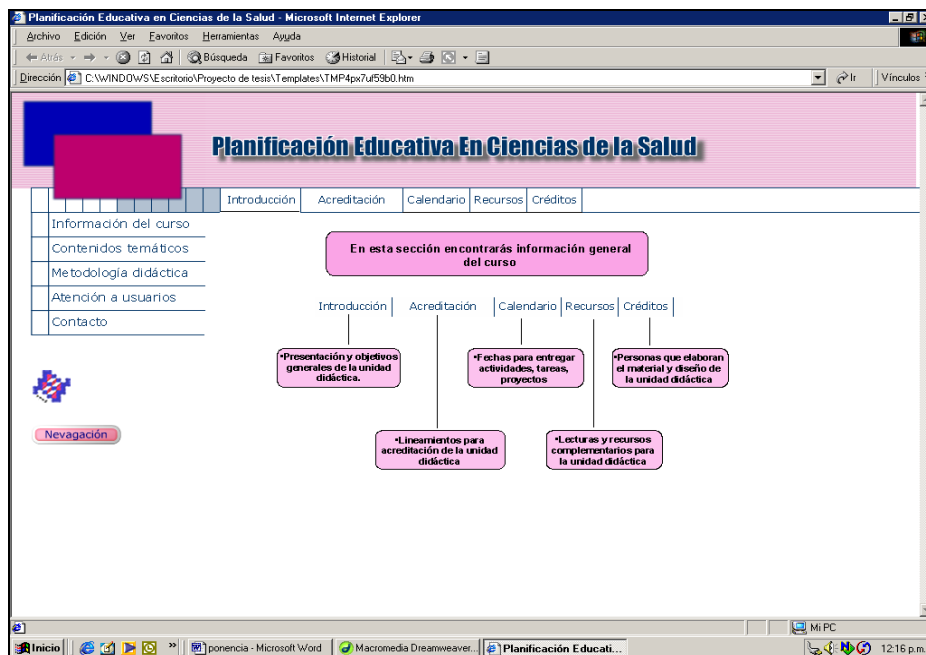 Planificación Educativa en Ciencias de la Salud - Microsoft Internet Explorer
Archivo Edición Ver Favoritos Herramientas Ayuda
Atrás Búsqueda Favoritos Historial
Dirección C:\WINDOWS\Escritorio\Proyecto de tesis\Templates\TMP4px7uf59b0.htm Ir Vínculos
Planificación Educativa En Ciencias de la Salud
Introducción Acreditación Calendario Recursos Créditos
Información del curso
Contenidos temáticos
Metodología didáctica
Atención a usuarios
Contacto
Nevagación
En esta sección encontrarás información general
del curso
Introducción Acreditación Calendario Recursos Créditos
•Presentación y objetivos
generales de la unidad
didáctica.
•Fechas para entregar
actividades, tareas,
proyectos
•Personas que elaboran
el material y diseño de
la unidad didáctica
•Lineamientos para
acreditación de la unidad
didáctica
•Lecturas y recursos
complementarios para
la unidad didáctica
Mi PC
Inicio » ponencia - Microsoft Word Macromedia Dreamweaver... Planificación Educati... 12:16 p.m.